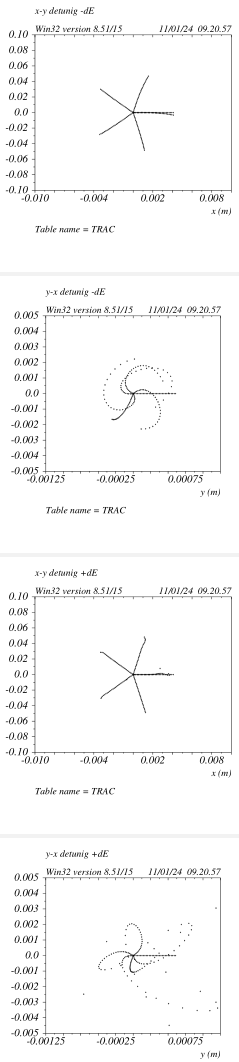 x-y detunig -dE
Win32 version 8.51/15 11/01/24 09.20.57
0.10
0.08
0.06
0.04
0.02
0.0
-0.02
-0.04
-0.06
-0.08
-0.10
-0.010 -0.004 0.002 0.008
x (m)
Table name = TRAC
y-x detunig -dE
Win32 version 8.51/15 11/01/24 09.20.57
0.005
0.004
0.003
0.002
0.001
0.0
-0.001
-0.002
-0.003
-0.004
-0.005
-0.00125 -0.00025 0.00075
y (m)
Table name = TRAC
x-y detunig +dE
Win32 version 8.51/15 11/01/24 09.20.57
0.10
0.08
0.06
0.04
0.02
0.0
-0.02
-0.04
-0.06
-0.08
-0.10
-0.010 -0.004 0.002 0.008
x (m)
Table name = TRAC
y-x detunig +dE
Win32 version 8.51/15 11/01/24 09.20.57
0.005
0.004
0.003
0.002
0.001
0.0
-0.001
-0.002
-0.003
-0.004
-0.005
-0.00125 -0.00025 0.00075
y (m)